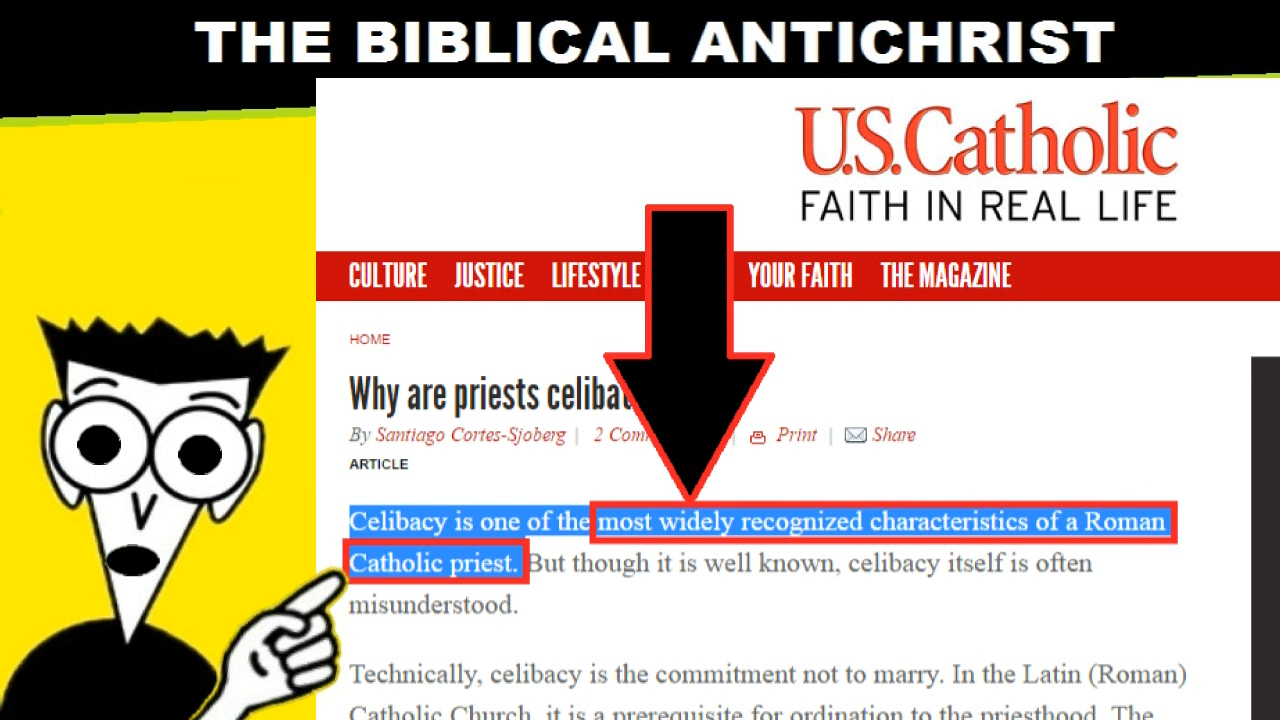 THE BIBLICAL ANTICHRIST
U.S. Catholic
FAITH IN REAL LIFE
CULTURE JUSTICE LIFESTYLE YOUR FAITH THE MAGAZINE
HOME
Why are priests
By Santiago Cortes-Sjoberg | 2 | Print | Share
ARTICLE
Celibacy is one of the most widely recognized characteristics of a Roman
Catholic priest. But though it is well known, celibacy itself is often
misunderstood.
Technically, celibacy is the commitment not to marry. In the Latin (Roman)
Catholic Church, it is a prerequisite for ordination to the priesthood. The